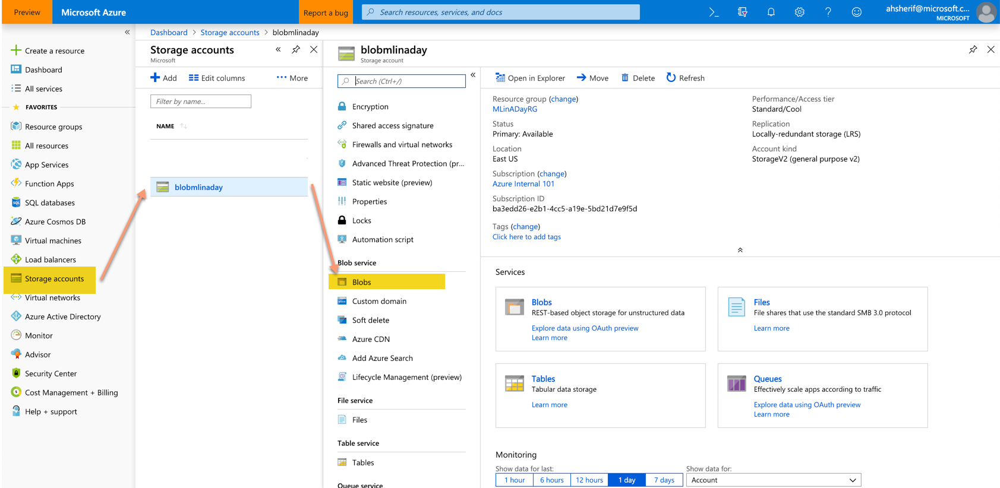 Preview
Microsoft Azure
Report a bug
Search resources, services, and docs
ahsherif@microsoft.c...
MICROSOFT
Create a resource
Dashboard
All services
FAVORITES
Resource groups
All resources
App Services
Function Apps
SQL databases
Azure Cosmos DB
Virtual machines
Load balancers
Storage accounts
Virtual networks
Azure Active Directory
Monitor
Advisor
Security Center
Cost Management + Billing
Help + support
Dashboard > Storage accounts > blobmlinaday
Storage accounts
Microsoft
Add
Edit columns
More
Filter by name...
NAME
blobmlinaday
blobmlinaday
Storage account
Search (Ctrl+/)
Encryption
Shared access signature
Firewalls and virtual networks
Advanced Threat Protection (pr...
Static website (preview)
Properties
Locks
Automation script
Blob service
Blobs
Custom domain
Soft delete
Azure CDN
Add Azure Search
Lifecycle Management (preview)
File service
Files
Table service
Tables
Queue service
Open in Explorer
Move
Delete
Refresh
Resource group (change)
MLinADayRG
Status
Primary: Available
Location
East US
Subscription (change)
Azure Internal 101
Subscription ID
ba3edd26-e2b1-4cc5-a19e-5bd21d7e9f5d
Tags (change)
Click here to add tags
Performance/Access tier
Standard/Cool
Replication
Locally-redundant storage (LRS)
Account kind
StorageV2 (general purpose v2)
Services
Blobs
REST-based object storage for unstructured data
Explore data using OAuth preview
Learn more
Files
File shares that use the standard SMB 3.0 protocol
Learn more
Tables
Tabular data storage
Learn more
Queues
Effectively scale apps according to traffic
Explore data using OAuth preview
Learn more
Monitoring
Show data for last:
1 hour
6 hours
12 hours
1 day
7 days
Show data for:
Account